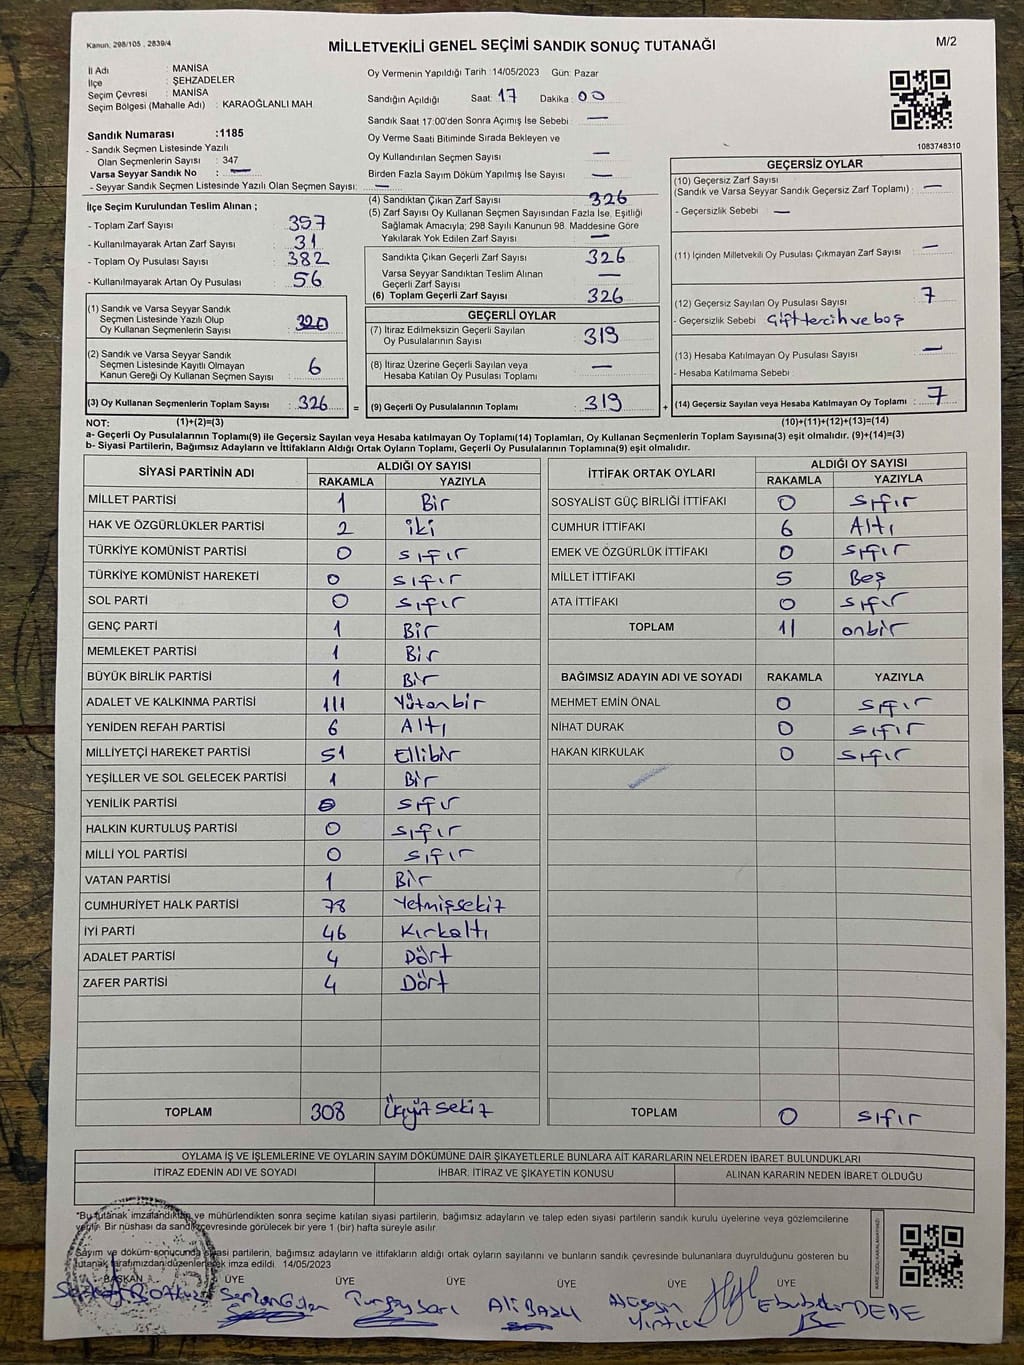 Kanun, 298/105 , 2839/4
MİLLETVEKİLİ GENEL SEÇİMİ SANDIK SONUÇ TUTANAĞI
M/2
İl Adı : MANİSA
İlçe : ŞEHZADELER
Seçim Çevresi : MANİSA
Seçim Bölgesi (Mahalle Adı) : KARAOĞLANLI MAH
Sandık Numarası :1185
- Sandık Seçmen Listesinde Yazılı
Olan Seçmenlerin Sayısı : 347
Varsa Seyyar Sandık No : —
- Seyyar Sandık Seçmen Listesinde Yazılı Olan Seçmen Sayısı: —
Oy Vermenin Yapıldığı Tarih :14/05/2023 Gün: Pazar
Sandığın Açıldığı Saat: 17 Dakika : 00
Sandık Saat 17:00'den Sonra Açımış İse Sebebi : —
Oy Verme Saati Bitiminde Sırada Bekleyen ve
Oy Kullandırılan Seçmen Sayısı : —
Birden Fazla Sayım Döküm Yapılmış İse Sayısı : —
1083748310
İlçe Seçim Kurulundan Teslim Alınan ;
- Toplam Zarf Sayısı : 357
- Kullanılmayarak Artan Zarf Sayısı : 31
- Toplam Oy Pusulası Sayısı : 382
- Kullanılmayarak Artan Oy Pusulası : 56
(4) Sandıktan Çıkan Zarf Sayısı : 326
(5) Zarf Sayısı Oy Kullanan Seçmen Sayısından Fazla İse, Eşitliği
Sağlamak Amacıyla; 298 Sayılı Kanunun 98. Maddesine Göre
Yakılarak Yok Edilen Zarf Sayısı : —
Sandıkta Çıkan Geçerli Zarf Sayısı : 326
Varsa Seyyar Sandıktan Teslim Alınan
Geçerli Zarf Sayısı : —
(6) Toplam Geçerli Zarf Sayısı : 326
GEÇERSİZ OYLAR
(10) Geçersiz Zarf Sayısı
(Sandık ve Varsa Seyyar Sandık Geçersiz Zarf Toplamı) : —
- Geçersizlik Sebebi : —
(11) İçinden Milletvekili Oy Pusulası Çıkmayan Zarf Sayısı : —
(12) Geçersiz Sayılan Oy Pusulası Sayısı : 7
- Geçersizlik Sebebi : Çift tercih ve boş
(13) Hesaba Katılmayan Oy Pusulası Sayısı : —
- Hesaba Katılmama Sebebi :
(14) Geçersiz Sayılan veya Hesaba Katılmayan Oy Toplamı : 7
(10)+(11)+(12)+(13)=(14)
(1) Sandık ve Varsa Seyyar Sandık
Seçmen Listesinde Yazılı Olup
Oy Kullanan Seçmenlerin Sayısı : 320
(2) Sandık ve Varsa Seyyar Sandık
Seçmen Listesinde Kayıtlı Olmayan
Kanun Gereği Oy Kullanan Seçmen Sayısı : 6
(3) Oy Kullanan Seçmenlerin Toplam Sayısı : 326 =
GEÇERLİ OYLAR
(7) İtiraz Edilmeksizin Geçerli Sayılan
Oy Pusulalarının Sayısı : 319
(8) İtiraz Üzerine Geçerli Sayılan veya
Hesaba Katılan Oy Pusulası Toplamı : —
(9) Geçerli Oy Pusulalarının Toplamı : 319 +
NOT: (1)+(2)=(3)
a- Geçerli Oy Pusulalarının Toplamı(9) ile Geçersiz Sayılan veya Hesaba katılmayan Oy Toplamı(14) Toplamları, Oy Kullanan Seçmenlerin Toplam Sayısına(3) eşit olmalıdır. (9)+(14)=(3)
b- Siyasi Partilerin, Bağımsız Adayların ve İttifakların Aldığı Ortak Oyların Toplamı, Geçerli Oy Pusulalarının Toplamına(9) eşit olmalıdır.
SİYASİ PARTİNİN ADI ALDIĞI OY SAYISI
RAKAMLA YAZIYLA
MİLLET PARTİSİ 1 Bir
HAK VE ÖZGÜRLÜKLER PARTİSİ 2 iki
TÜRKİYE KOMÜNİST PARTİSİ 0 sıfır
TÜRKİYE KOMÜNİST HAREKETİ 0 sıfır
SOL PARTİ 0 sıfır
GENÇ PARTİ 1 Bir
MEMLEKET PARTİSİ 1 Bir
BÜYÜK BİRLİK PARTİSİ 1 Bir
ADALET VE KALKINMA PARTİSİ 111 Yüzonbir
YENİDEN REFAH PARTİSİ 6 Altı
MİLLİYETÇİ HAREKET PARTİSİ 51 Ellibir
YEŞİLLER VE SOL GELECEK PARTİSİ 1 Bir
YENİLİK PARTİSİ 0 sıfır
HALKIN KURTULUŞ PARTİSİ 0 sıfır
MİLLİ YOL PARTİSİ 0 sıfır
VATAN PARTİSİ 1 Bir
CUMHURİYET HALK PARTİSİ 78 Yetmişsekiz
İYİ PARTİ 46 Kırkaltı
ADALET PARTİSİ 4 Dört
ZAFER PARTİSİ 4 Dört
TOPLAM 308 üçyüz sekiz
İTTİFAK ORTAK OYLARI ALDIĞI OY SAYISI
RAKAMLA YAZIYLA
SOSYALİST GÜÇ BİRLİĞİ İTTİFAKI 0 sıfır
CUMHUR İTTİFAKI 6 Altı
EMEK VE ÖZGÜRLÜK İTTİFAKI 0 sıfır
MİLLET İTTİFAKI 5 Beş
ATA İTTİFAKI 0 sıfır
TOPLAM 11 onbir
BAĞIMSIZ ADAYIN ADI VE SOYADI RAKAMLA YAZIYLA
MEHMET EMİN ÖNAL 0 sıfır
NİHAT DURAK 0 sıfır
HAKAN KIRKULAK 0 sıfır
TOPLAM 0 sıfır
OYLAMA İŞ VE İŞLEMLERİNE VE OYLARIN SAYIM DÖKÜMÜNE DAİR ŞİKAYETLERLE BUNLARA AİT KARARLARIN NELERDEN İBARET BULUNDUKLARI
İTİRAZ EDENİN ADI VE SOYADI İHBAR, İTİRAZ VE ŞİKAYETİN KONUSU ALINAN KARARIN NEDEN İBARET OLDUĞU
"Bu tutanak imzalandıktan ve mühürlendikten sonra seçime katılan siyasi partilerin, bağımsız adayların ve talep eden siyasi partilerin sandık kurulu üyelerine veya gözlemcilerine
verilir. Bir nüshası da sandık çevresinde görülecek bir yere 1 (bir) hafta süreyle asılır
Sayım ve döküm sonucunda siyasi partilerin, bağımsız adayların ve ittifakların aldığı ortak oyların sayılarını ve bunların sandık çevresinde bulunanlara duyrulduğunu gösteren bu
tutanak tarafımızdan düzenlenerek imza edildi. 14/05/2023
BAŞKAN ÜYE ÜYE ÜYE ÜYE ÜYE ÜYE
Ali Hüseyin Ebubekir DEDE